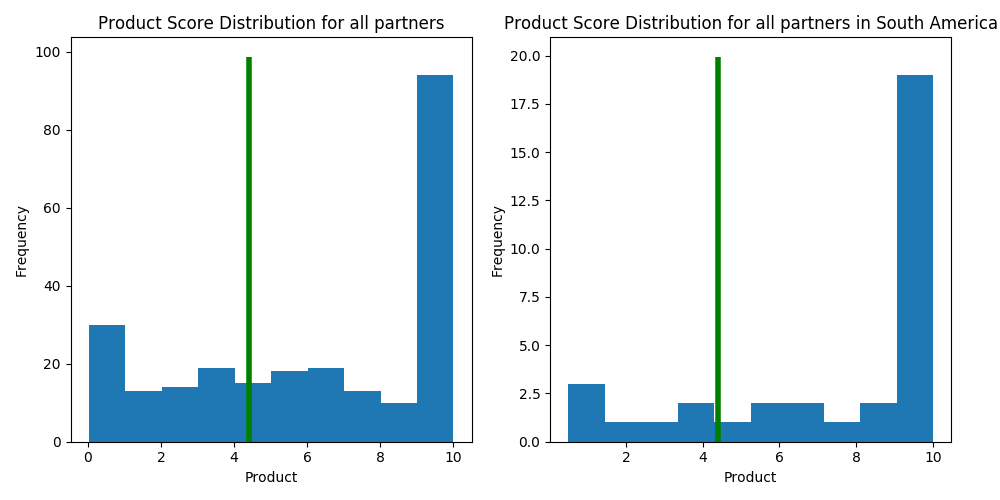 Product Score Distribution for all partners
100
80
60
40
20
0
Frequency
0 2 4 6 8 10
Product
Product Score Distribution for all partners in South America
20.0
17.5
15.0
12.5
10.0
7.5
5.0
2.5
0.0
Frequency
2 4 6 8 10
Product